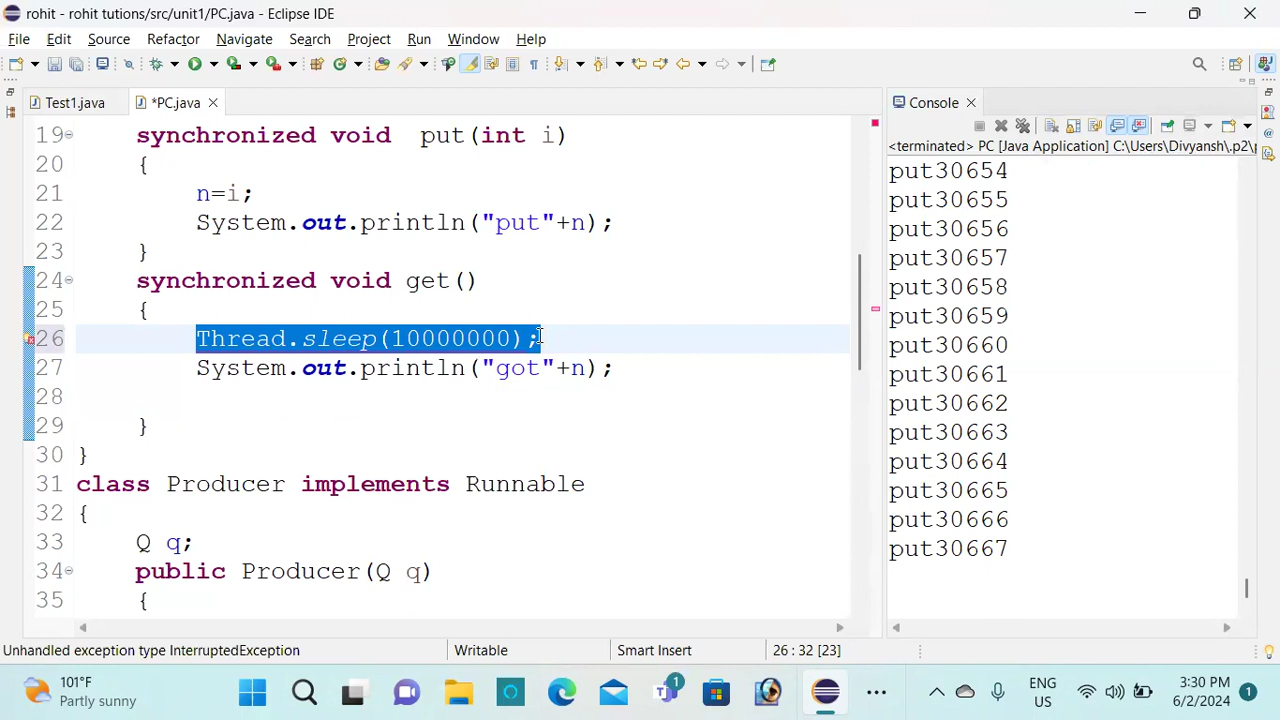 rohit - rohit tutions/src/unit1/PC.java - Eclipse IDE
File Edit Source Refactor Navigate Search Project Run Window Help
Test1.java *PC.java Console
<terminated> PC [Java Application] C:\Users\Divyansh\.p2\p
19 synchronized void  put(int i)
20 {
21 n=i;
22 System.out.println("put"+n);
23 }
24 synchronized void get()
25 {
26 Thread.sleep(10000000);
27 System.out.println("got"+n);
28
29 }
30 }
31 class Producer implements Runnable
32 {
33 Q q;
34 public Producer(Q q)
35 {
put30654
put30655
put30656
put30657
put30658
put30659
put30660
put30661
put30662
put30663
put30664
put30665
put30666
put30667
Unhandled exception type InterruptedException Writable Smart Insert 26 : 32 [23]
101°F
Partly sunny
1
ENG
US
3:30 PM
6/2/2024
1